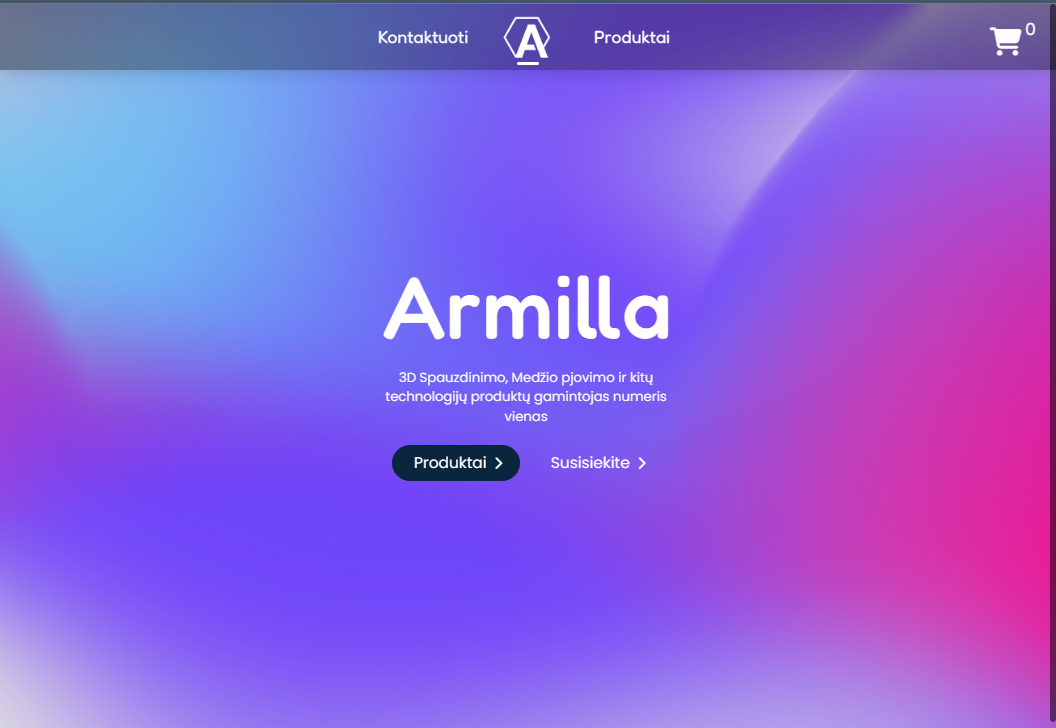 Kontaktuoti
A
Produktai
0
Armilla
3D Spauzdinimo, Medžio pjovimo ir kitų
technologijų produktų gamintojas numeris
vienas
Produktai
Susisiekite